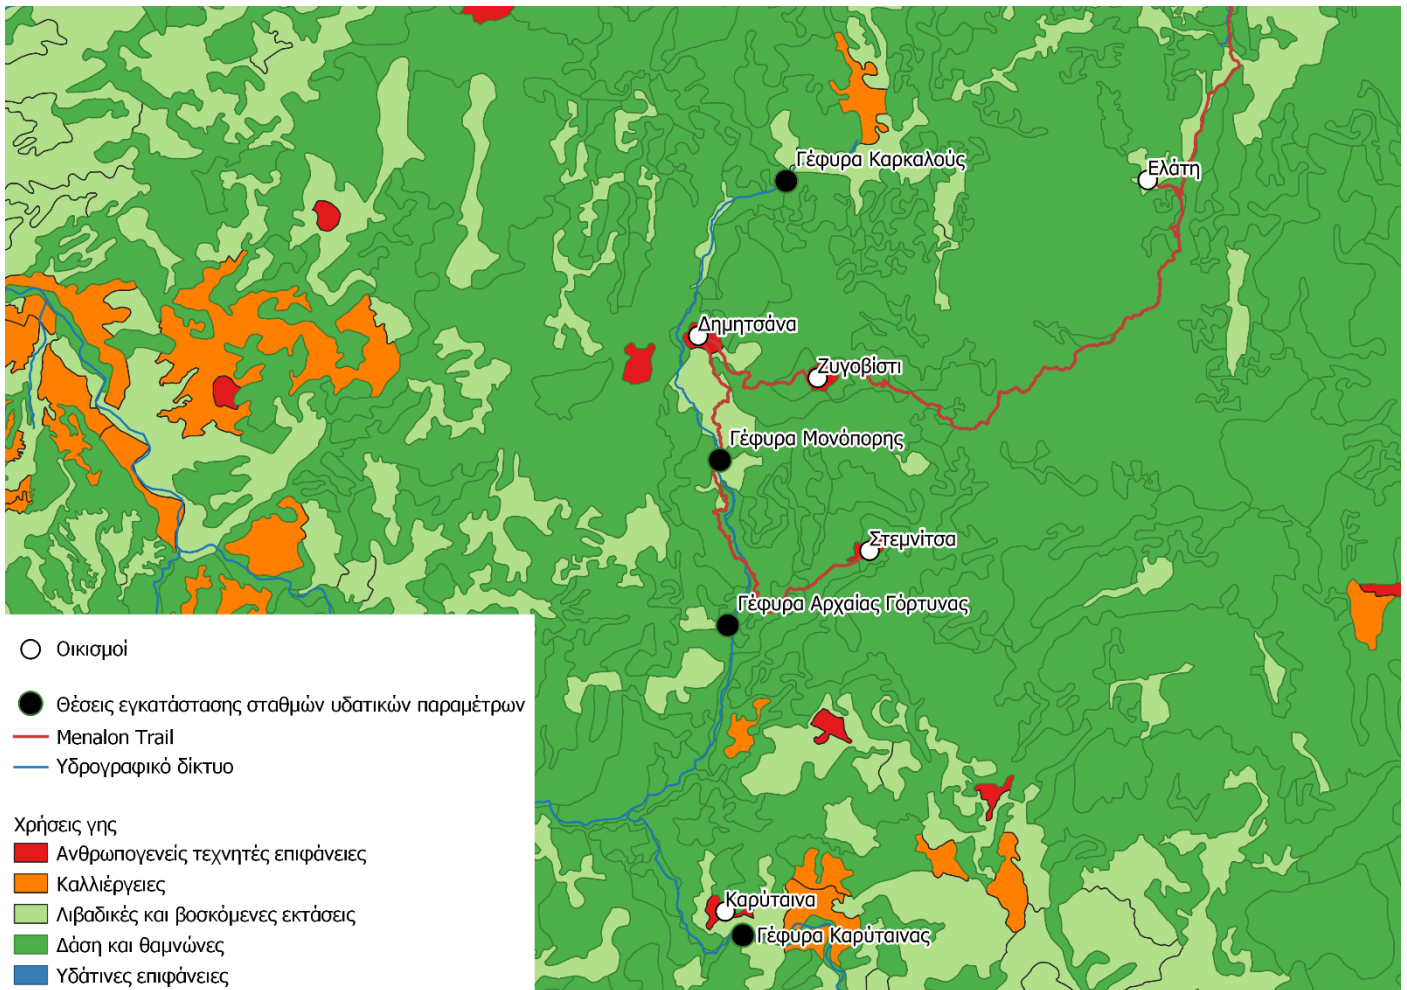 Γέφυρα Καρκαλούς
Ελάτη
Δημητσάνα
Ζυγοβίστι
Γέφυρα Μονόπορης
Στεμνίτσα
Γέφυρα Αρχαίας Γόρτυνας
Καρύταινα
Γέφυρα Καρύταινας
Οικισμοί
Θέσεις εγκατάστασης σταθμών υδατικών παραμέτρων
Menalon Trail
Υδρογραφικό δίκτυο
Χρήσεις γης
Ανθρωπογενείς τεχνητές επιφάνειες
Καλλιέργειες
Λιβαδικές και βοσκόμενες εκτάσεις
Δάση και θαμνώνες
Υδάτινες επιφάνειες